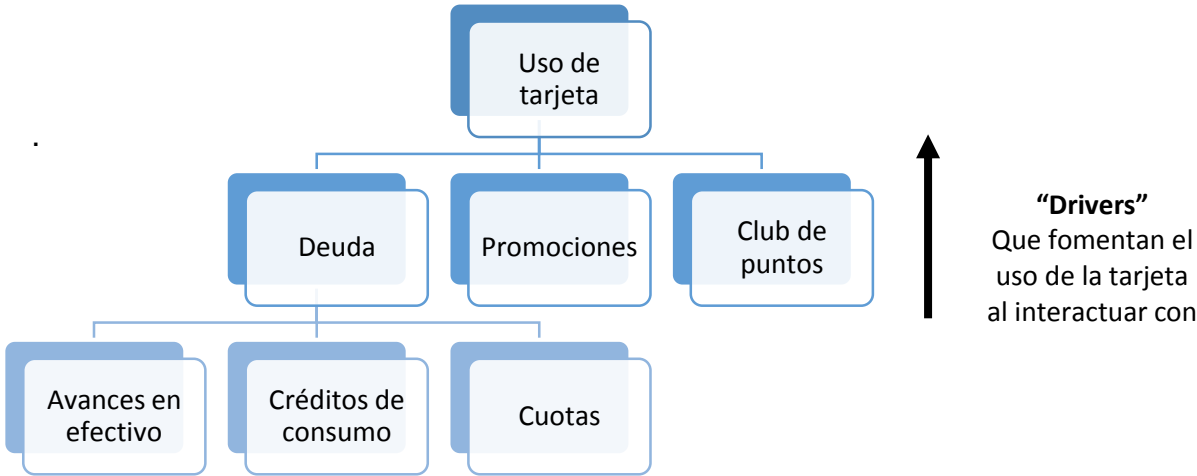 Uso de
tarjeta
.
Deuda
Promociones
Club de
puntos
“Drivers”
Que fomentan el
uso de la tarjeta
al interactuar con
Avances en
efectivo
Créditos de
consumo
Cuotas